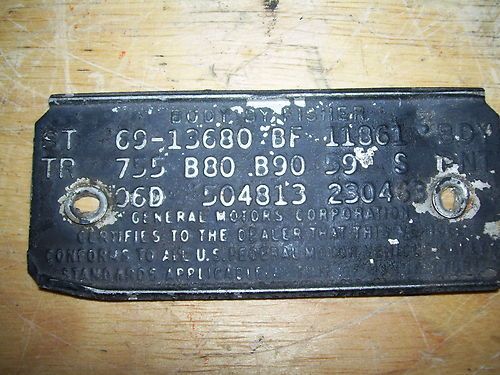 BODY BY FISHER
ST 69-13680 BF 11861 BDY
TR 755 B80 B90 59 S PNT
06D 504813 230463
GENERAL MOTORS CORPORATION
CERTIFIES TO THE DEALER THAT THIS
CONFORMS TO ALL U.S. FEDERAL MOTOR VEHICLE
STANDARDS APPLICABLE